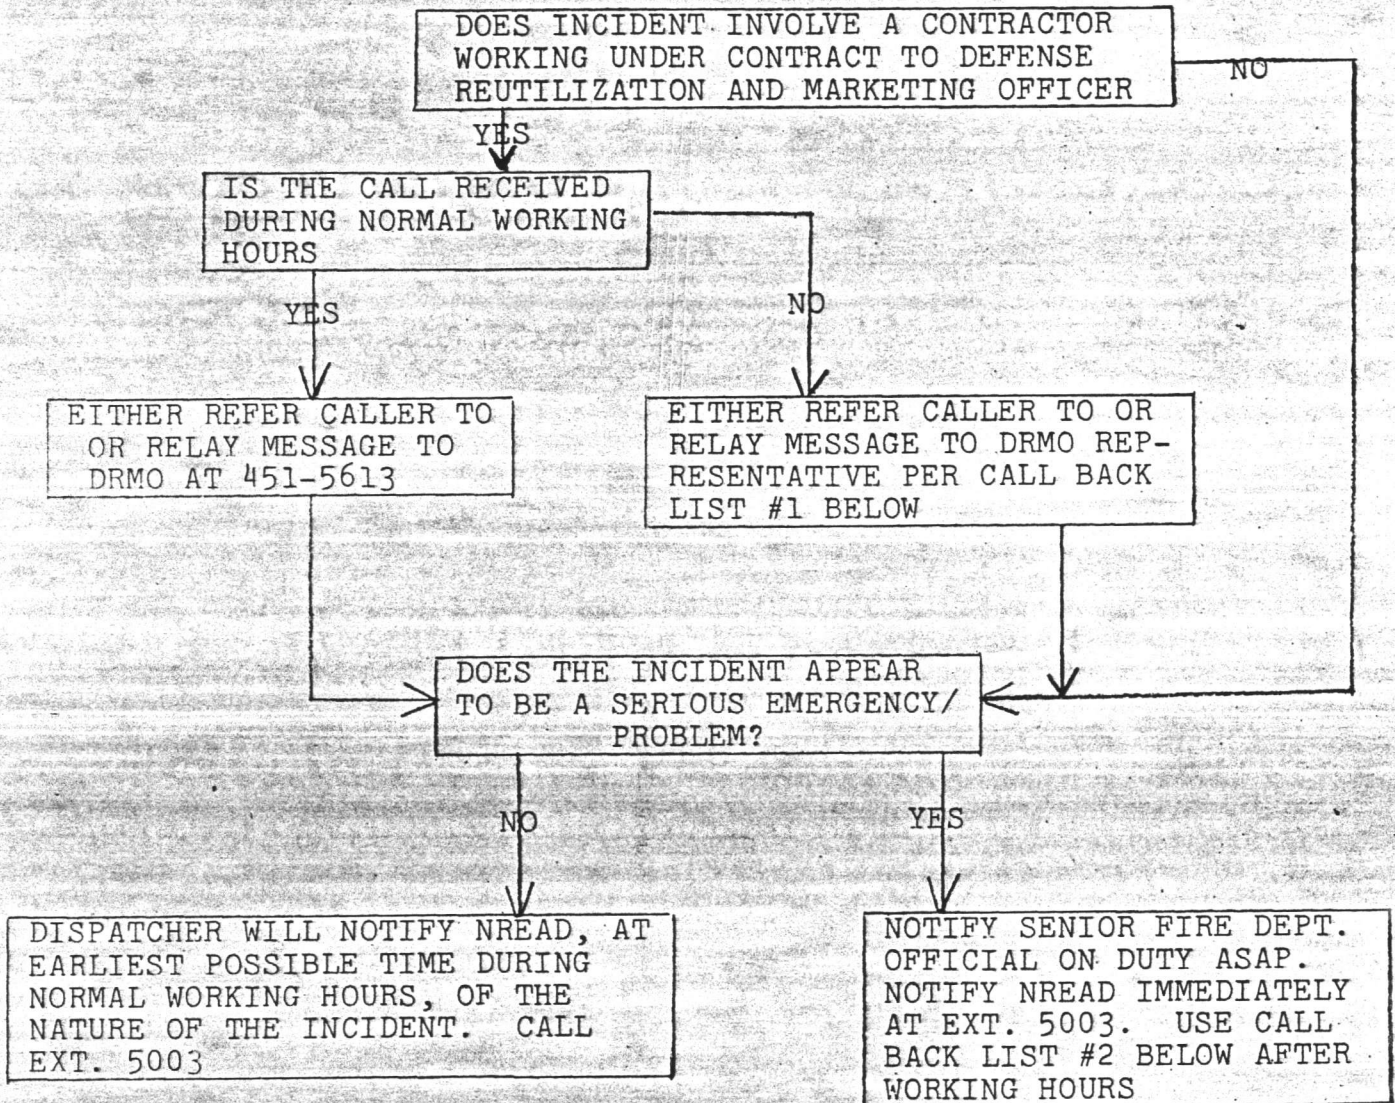 DOES INCIDENT INVOLVE A CONTRACTOR
WORKING UNDER CONTRACT TO DEFENSE
REUTILIZATION AND MARKETING OFFICER
NO
YES
IS THE CALL RECEIVED
DURING NORMAL WORKING
HOURS
YES
NO
EITHER REFER CALLER TO
OR RELAY MESSAGE TO
DRMO AT 451-5613
EITHER REFER CALLER TO OR
RELAY MESSAGE TO DRMO REP-
RESENTATIVE PER CALL BACK
LIST #1 BELOW
DOES THE INCIDENT APPEAR
TO BE A SERIOUS EMERGENCY/
PROBLEM?
NO
YES
DISPATCHER WILL NOTIFY NREAD, AT
EARLIEST POSSIBLE TIME DURING
NORMAL WORKING HOURS, OF THE
NATURE OF THE INCIDENT. CALL
EXT. 5003
NOTIFY SENIOR FIRE DEPT.
OFFICIAL ON DUTY ASAP.
NOTIFY NREAD IMMEDIATELY
AT EXT. 5003. USE CALL
BACK LIST #2 BELOW AFTER
WORKING HOURS